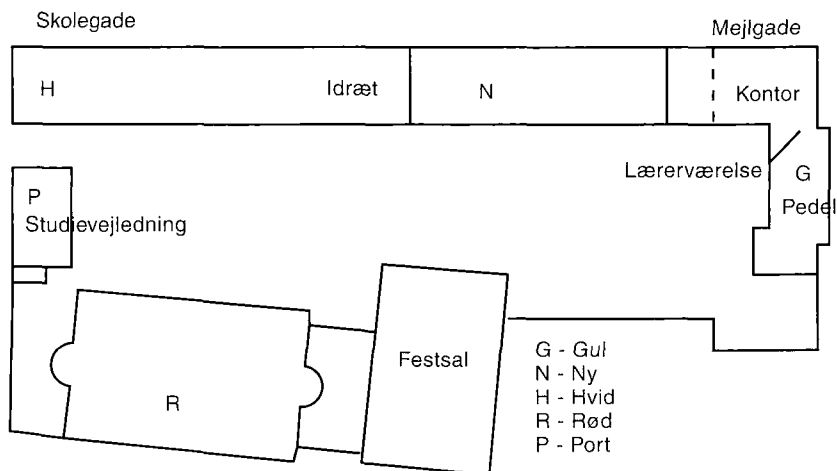 Skolegade
Mejlgade
H
Idræt
N
Kontor
Lærerværelse
G
Pedel
P
Studievejledning
Festsal
R
G - Gul
N - Ny
H - Hvid
R - Rød
P - Port